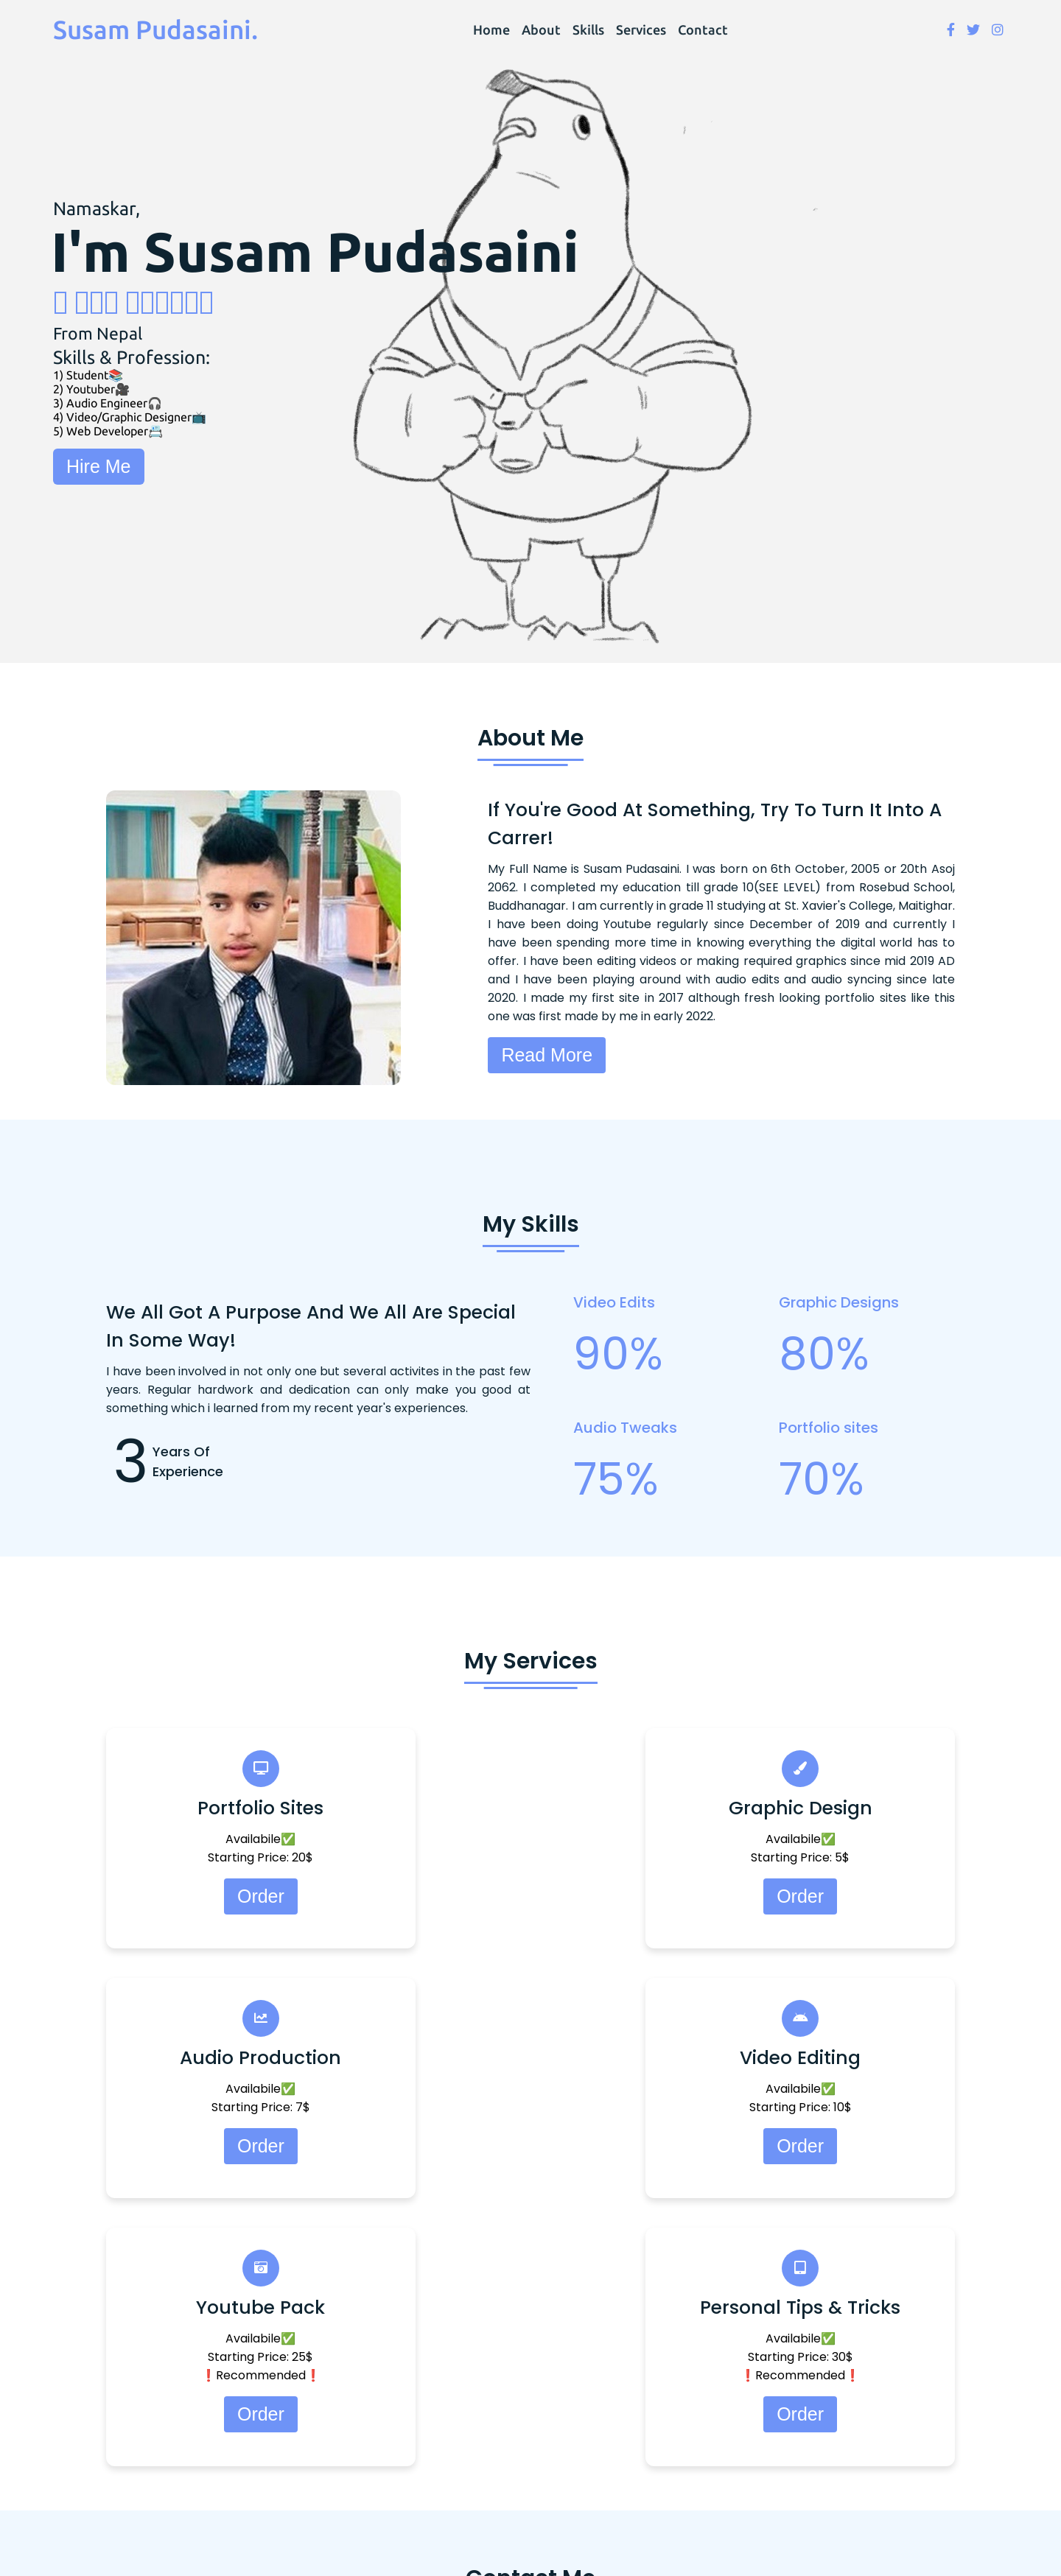 Susam Pudasaini.
Home About Skills Services Contact
Namaskar,
I'm Susam Pudasaini
From Nepal
Skills & Profession:
1) Student📚
2) Youtuber🎥
3) Audio Engineer🎧
4) Video/Graphic Designer📺
5) Web Developer📇
Hire Me
About Me
If You're Good At Something, Try To Turn It Into A
Carrer!
My Full Name is Susam Pudasaini. I was born on 6th October, 2005 or 20th Asoj
2062. I completed my education till grade 10(SEE LEVEL) from Rosebud School,
Buddhanagar. I am currently in grade 11 studying at St. Xavier's College, Maitighar.
I have been doing Youtube regularly since December of 2019 and currently I
have been spending more time in knowing everything the digital world has to
offer. I have been editing videos or making required graphics since mid 2019 AD
and I have been playing around with audio edits and audio syncing since late
2020. I made my first site in 2017 although fresh looking portfolio sites like this
one was first made by me in early 2022.
Read More
My Skills
We All Got A Purpose And We All Are Special
In Some Way!
I have been involved in not only one but several activites in the past few
years. Regular hardwork and dedication can only make you good at
something which i learned from my recent year's experiences.
3 Years Of
Experience
Video Edits
90%
Graphic Designs
80%
Audio Tweaks
75%
Portfolio sites
70%
My Services
Portfolio Sites
Availabile✅
Starting Price: 20$
Order
Graphic Design
Availabile✅
Starting Price: 5$
Order
Audio Production
Availabile✅
Starting Price: 7$
Order
Video Editing
Availabile✅
Starting Price: 10$
Order
Youtube Pack
Availabile✅
Starting Price: 25$
❗Recommended❗
Order
Personal Tips & Tricks
Availabile✅
Starting Price: 30$
❗Recommended❗
Order
Contact Me